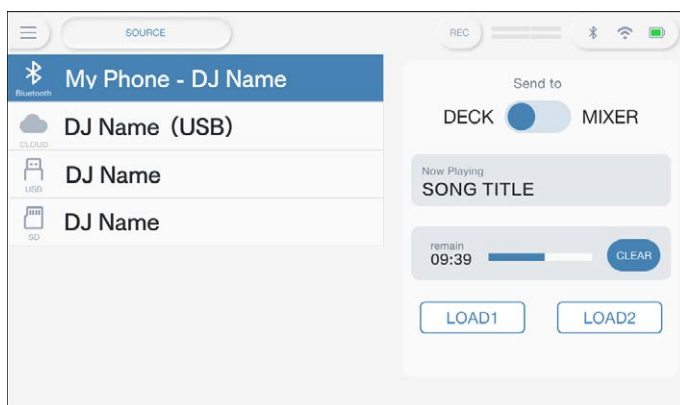 SOURCE
REC
Bluetooth
My Phone - DJ Name
CLOUD
DJ Name (USB)
USB
DJ Name
SD
DJ Name
Send to
DECK MIXER
Now Playing
SONG TITLE
remain
09:39
CLEAR
LOAD1 LOAD2